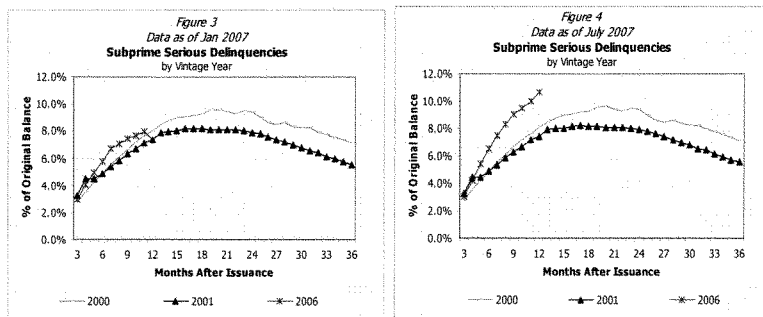 Figure 3
Data as of Jan 2007
Subprime Serious Delinquencies
by Vintage Year
12.0%
10.0%
8.0%
6.0%
4.0%
2.0%
0.0%
% of Original Balance
3 6 9 12 15 18 21 24 27 30 33 36
Months After Issuance
2000 2001 2006
Figure 4
Data as of July 2007
Subprime Serious Delinquencies
by Vintage Year
12.0%
10.0%
8.0%
6.0%
4.0%
2.0%
0.0%
% of Original Balance
3 6 9 12 15 18 21 24 27 30 33 36
Months After Issuance
2000 2001 2006